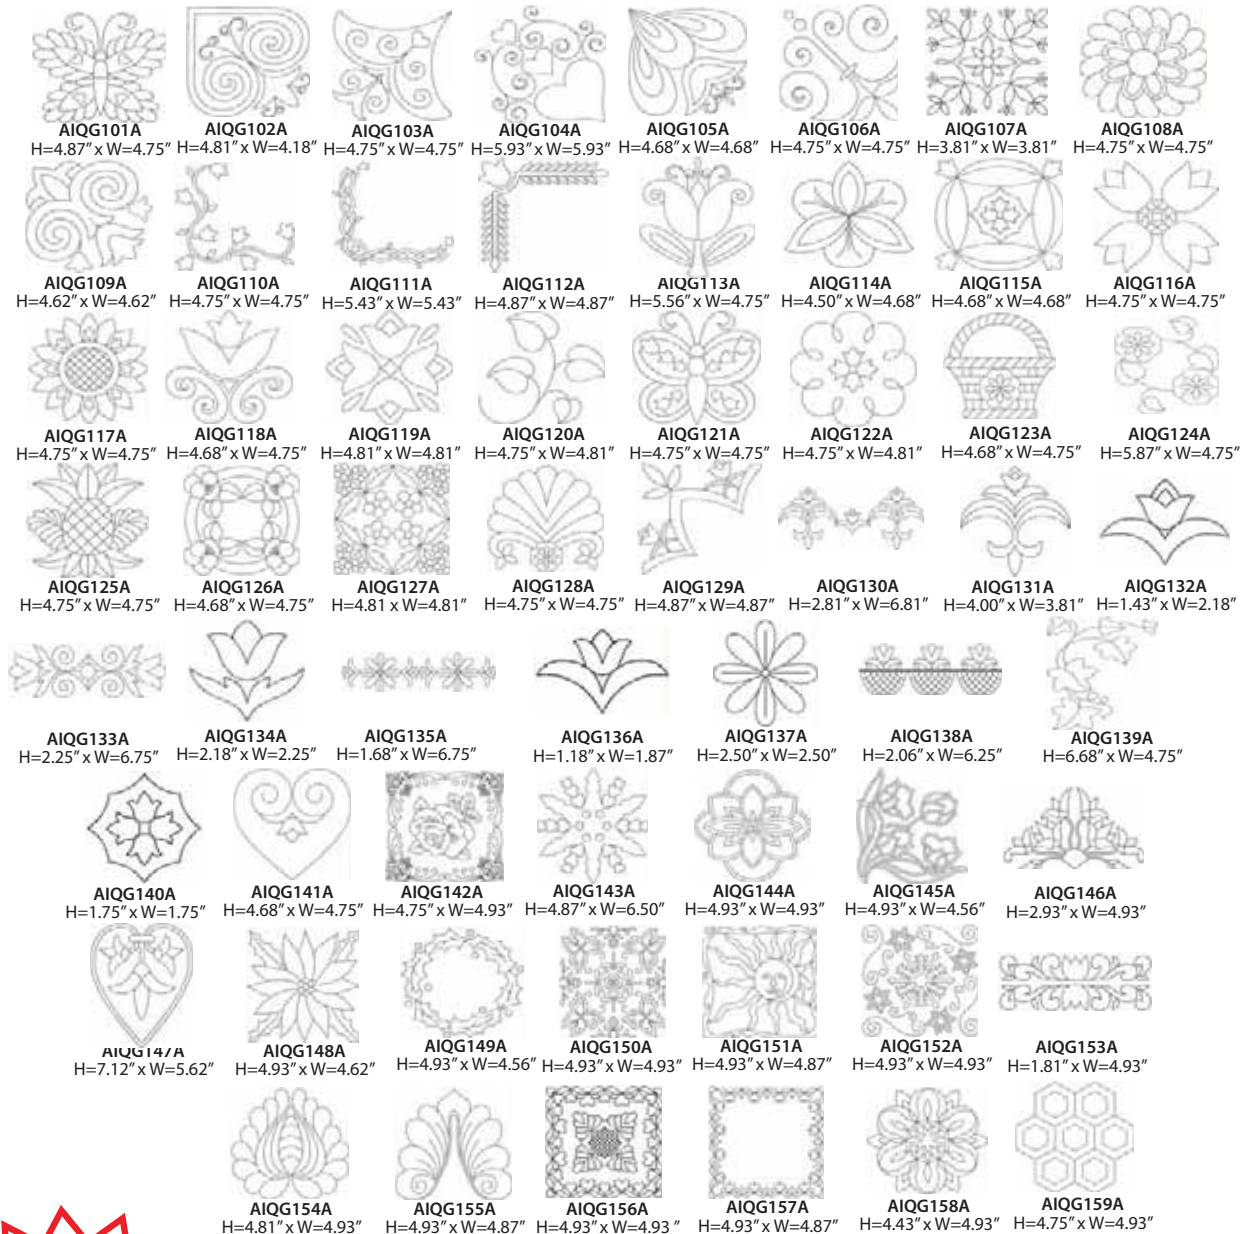 AIQG101A AIQG102A AIQG103A AIQG104A AIQG105A AIQG106A AIQG107A AIQG108A
H=4.87" x W=4.75" H=4.81" x W=4.18" H=4.75" x W=4.75" H=5.93" x W=5.93" H=4.68" x W=4.68" H=4.75" x W=4.75" H=3.81" x W=3.81" H=4.75" x W=4.75"
AIQG109A AIQG110A AIQG111A AIQG112A AIQG113A AIQG114A AIQG115A AIQG116A
H=4.62" x W=4.62" H=4.75" x W=4.75" H=5.43" x W=5.43" H=4.87" x W=4.87" H=5.56" x W=4.75" H=4.50" x W=4.68" H=4.68" x W=4.68" H=4.75" x W=4.75"
AIQG117A AIQG118A AIQG119A AIQG120A AIQG121A AIQG122A AIQG123A AIQG124A
H=4.75" x W=4.75" H=4.68" x W=4.75" H=4.81" x W=4.81" H=4.75" x W=4.81" H=4.75" x W=4.75" H=4.75" x W=4.81" H=4.68" x W=4.75" H=5.87" x W=4.75"
AIQG125A AIQG126A AIQG127A AIQG128A AIQG129A AIQG130A AIQG131A AIQG132A
H=4.75" x W=4.75" H=4.68" x W=4.75" H=4.81 x W=4.81" H=4.75" x W=4.75" H=4.87" x W=4.87" H=2.81" x W=6.81" H=4.00" x W=3.81" H=1.43" x W=2.18"
AIQG133A AIQG134A AIQG135A AIQG136A AIQG137A AIQG138A AIQG139A
H=2.25" x W=6.75" H=2.18" x W=2.25" H=1.68" x W=6.75" H=1.18" x W=1.87" H=2.50" x W=2.50" H=2.06" x W=6.25" H=6.68" x W=4.75"
AIQG140A AIQG141A AIQG142A AIQG143A AIQG144A AIQG145A AIQG146A
H=1.75" x W=1.75" H=4.68" x W=4.75" H=4.75" x W=4.93" H=4.87" x W=6.50" H=4.93" x W=4.93" H=4.93" x W=4.56" H=2.93" x W=4.93"
AIQG147A AIQG148A AIQG149A AIQG150A AIQG151A AIQG152A AIQG153A
H=7.12" x W=5.62" H=4.93" x W=4.62" H=4.93" x W=4.56" H=4.93" x W=4.93" H=4.93" x W=4.87" H=4.93" x W=4.93" H=1.81" x W=4.93"
AIQG154A AIQG155A AIQG156A AIQG157A AIQG158A AIQG159A
H=4.81" x W=4.93" H=4.93" x W=4.87" H=4.93" x W=4.93 " H=4.93" x W=4.87" H=4.43" x W=4.93" H=4.75" x W=4.93"